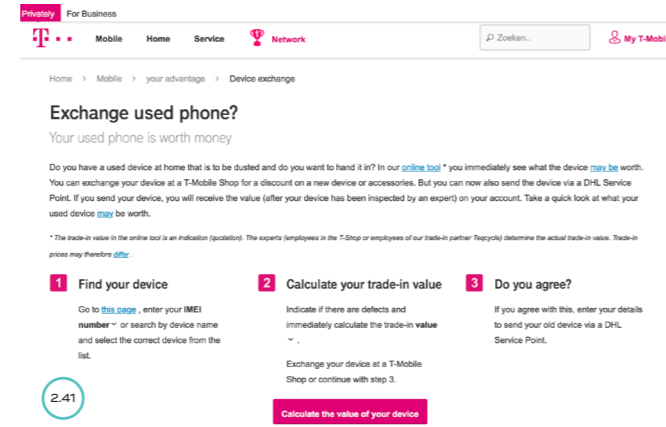 Privately For Business
T Mobile Home Service 1 Network Zoeken.. My T-Mobi
Home > Mobile > your advantage > Device exchange
Exchange used phone?
Your used phone is worth money
Do you have a used device at home that is to be dusted and do you want to hand it in? In our online tool * you immediately see what the device may be worth.
You can exchange your device at a T-Mobile Shop for a discount on a new device or accessories. But you can now also send the device via a DHL Service
Point. If you send your device, you will receive the value (after your device has been inspected by an expert) on your account. Take a quick look at what your
used device may be worth.
* The trade-in value in the online tool is an indication (quotation). The experts (employees in the T-Shop or employees of our trade-in partner Teqcycle) determine the actual trade-in value. Trade-in
prices may therefore differ .
1 Find your device
Go to this page , enter your IMEI
number or search by device name
and select the correct device from the
list.
2 Calculate your trade-in value
Indicate if there are defects and
immediately calculate the trade-in value
.
Exchange your device at a T-Mobile
Shop or continue with step 3.
Calculate the value of your device
3 Do you agree?
If you agree with this, enter your details
to send your old device via a DHL
Service Point.
2.41